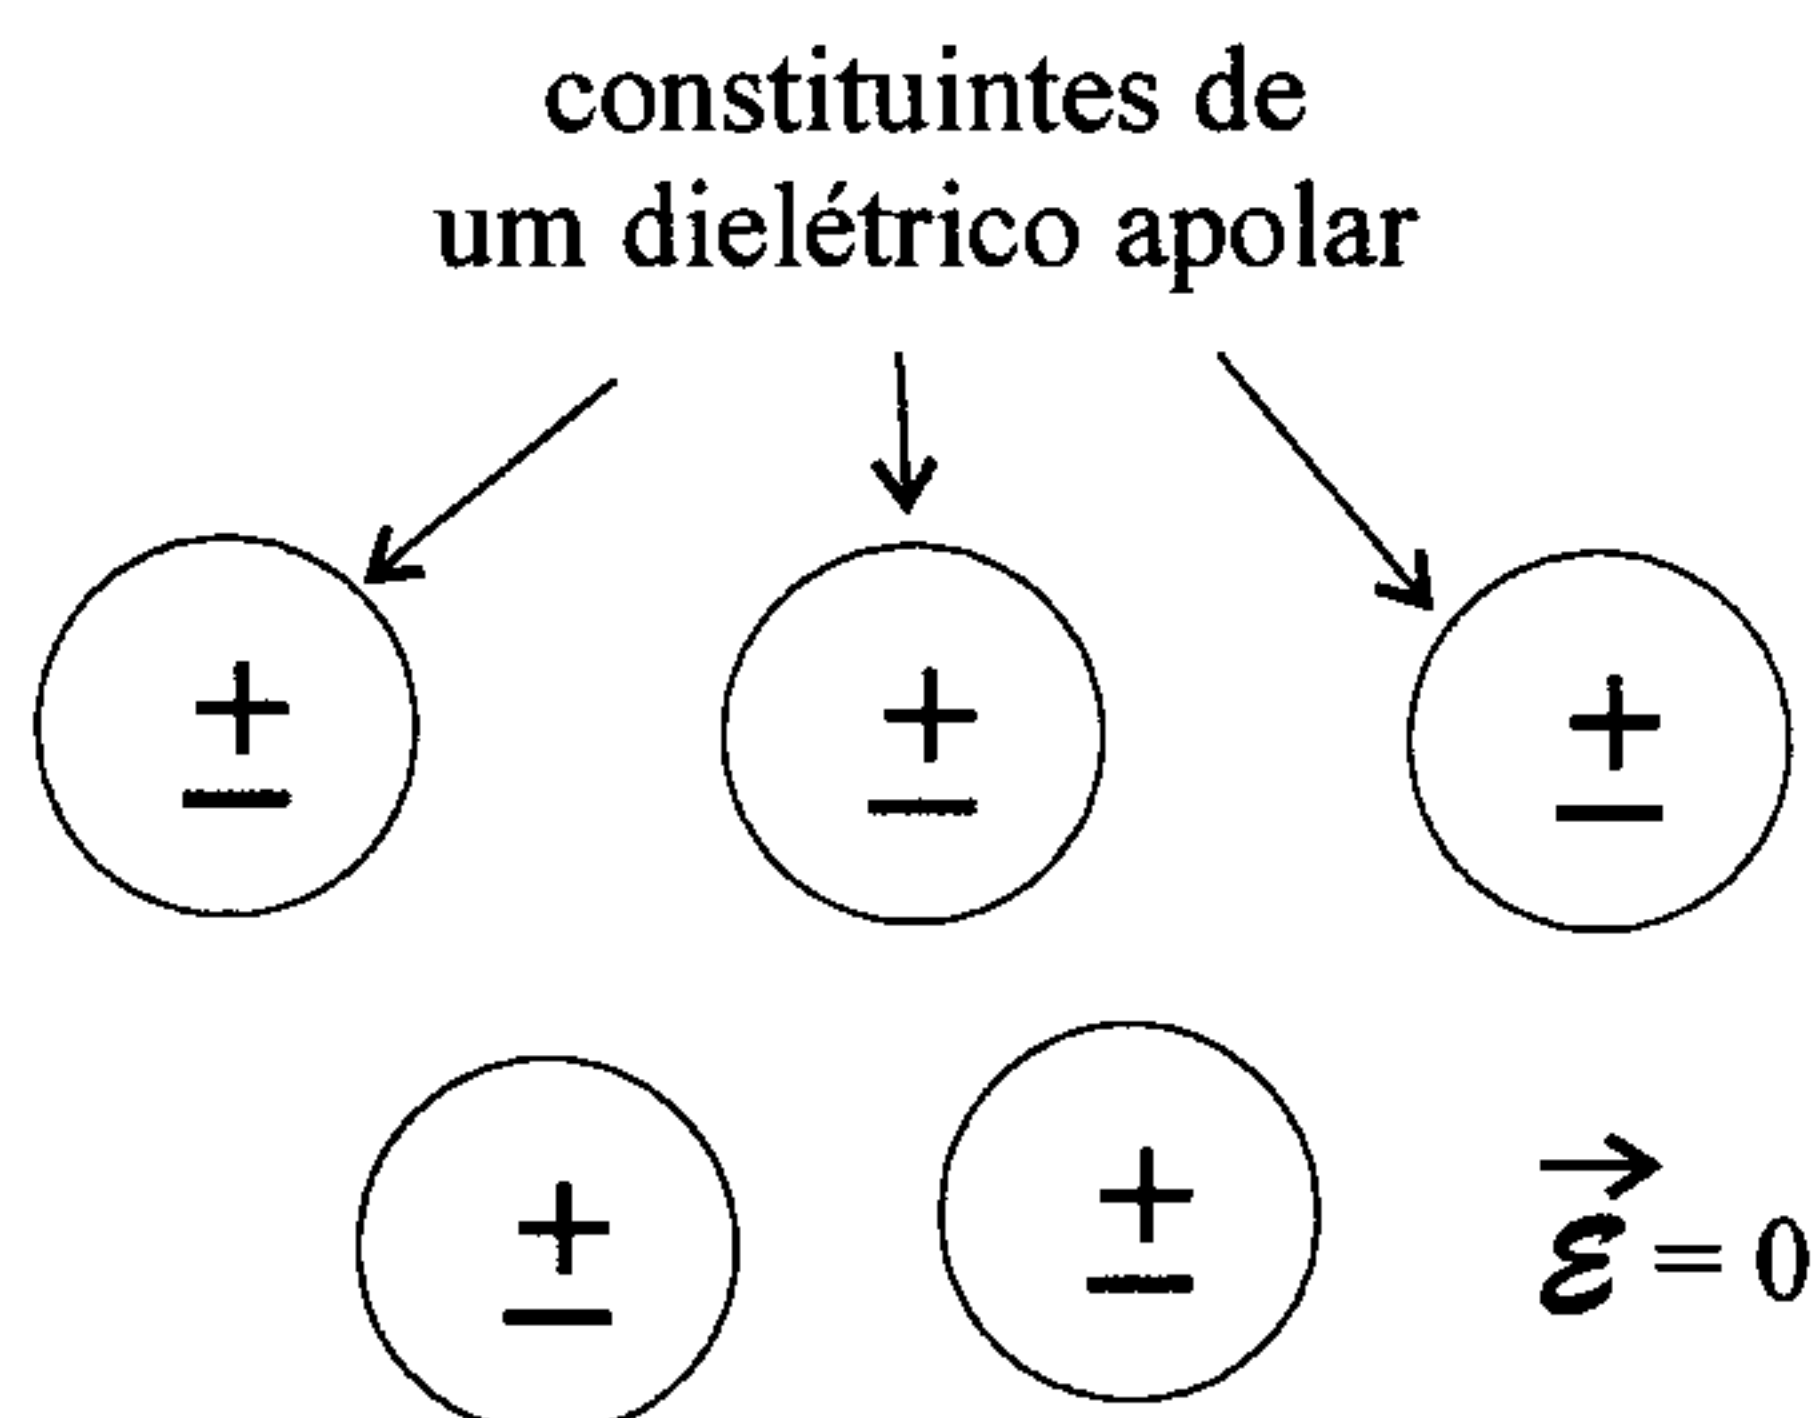 constituintes de
um dielétrico apolar
+ + +
− − −
+ +
− −
ℰ⃗ = 0